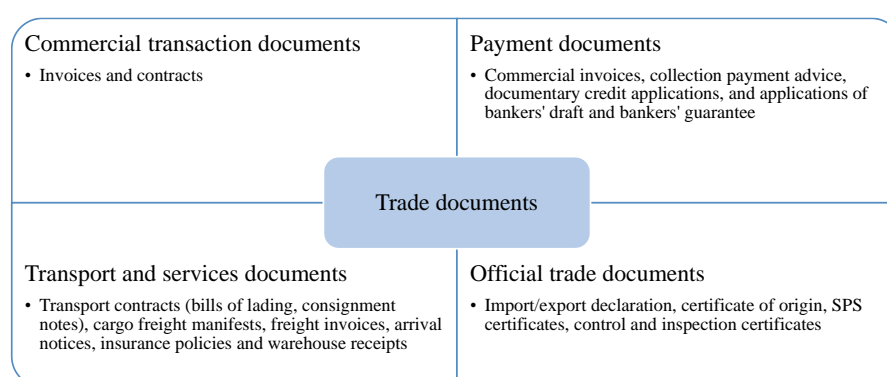 Commercial transaction documents
• Invoices and contracts
Payment documents
• Commercial invoices, collection payment advice,
documentary credit applications, and applications of
bankers' draft and bankers' guarantee
Trade documents
Transport and services documents
• Transport contracts (bills of lading, consignment
notes), cargo freight manifests, freight invoices, arrival
notices, insurance policies and warehouse receipts
Official trade documents
• Import/export declaration, certificate of origin, SPS
certificates, control and inspection certificates